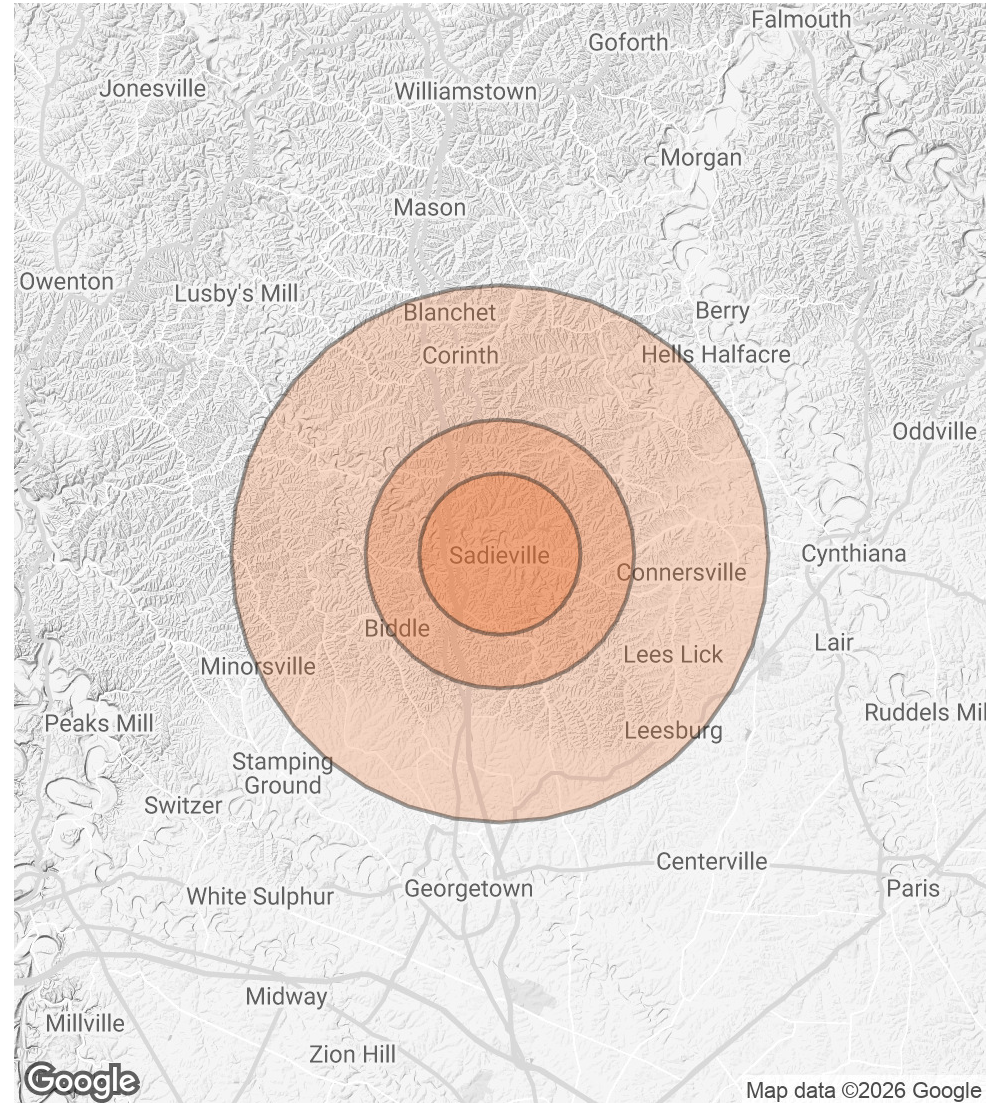 Falmouth
Goforth
Jonesville
Williamstown
Morgan
Mason
Owenton
Lusby's Mill
Blanchet
Berry
Corinth
Hells Halfacre
Oddville
Sadieville
Cynthiana
Connersville
Biddle
Lair
Lees Lick
Minorsville
Peaks Mill
Ruddels Mil
Leesburg
Stamping
Ground
Switzer
Centerville
White Sulphur
Georgetown
Paris
Midway
Millville
Zion Hill
Google
Map data ©2026 Google